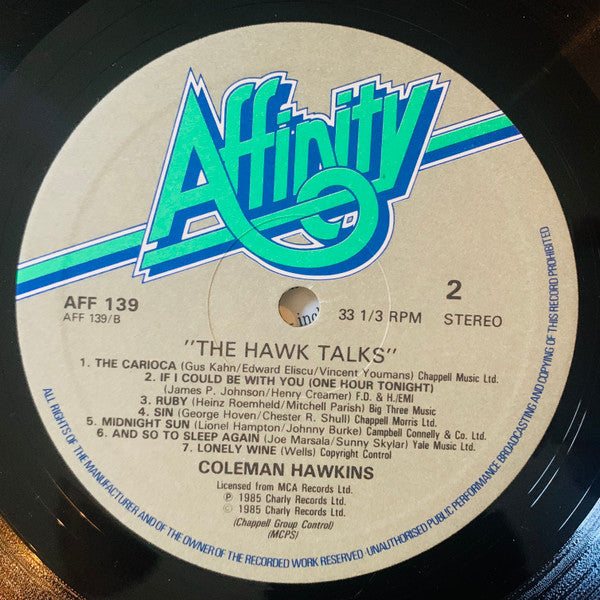 Affinity
AFF 139
AFF 139/B
inc
33 1/3 RPM
2
STEREO
"THE HAWK TALKS"
1. THE CARIOCA (Gus Kahn/Edward Eliscu/Vincent Youmans) Chappell Music Ltd.
2. IF I COULD BE WITH YOU (ONE HOUR TONIGHT)
(James P. Johnson/Henry Creamer) F.D. & H./EMI
3. RUBY (Heinz Roemheld/Mitchell Parish) Big Three Music
4. SIN (George Hoven/Chester R. Shull) Chappell Morris Ltd.
5. MIDNIGHT SUN (Lionel Hampton/Johnny Burke) Campbell Connelly & Co. Ltd.
6. AND SO TO SLEEP AGAIN (Joe Marsala/Sunny Skylar) Yale Music Ltd.
7. LONELY WINE (Wells) Copyright Control
COLEMAN HAWKINS
Licensed from MCA Records Ltd.
℗ 1985 Charly Records Ltd.
© 1985 Charly Records Ltd.
(Chappell Group Control)
(MCPS)
ALL RIGHTS OF THE MANUFACTURER AND OF THE OWNER OF THE RECORDED WORK RESERVED · UNAUTHORISED PUBLIC PERFORMANCE BROADCASTING AND COPYING OF THIS RECORD PROHIBITED